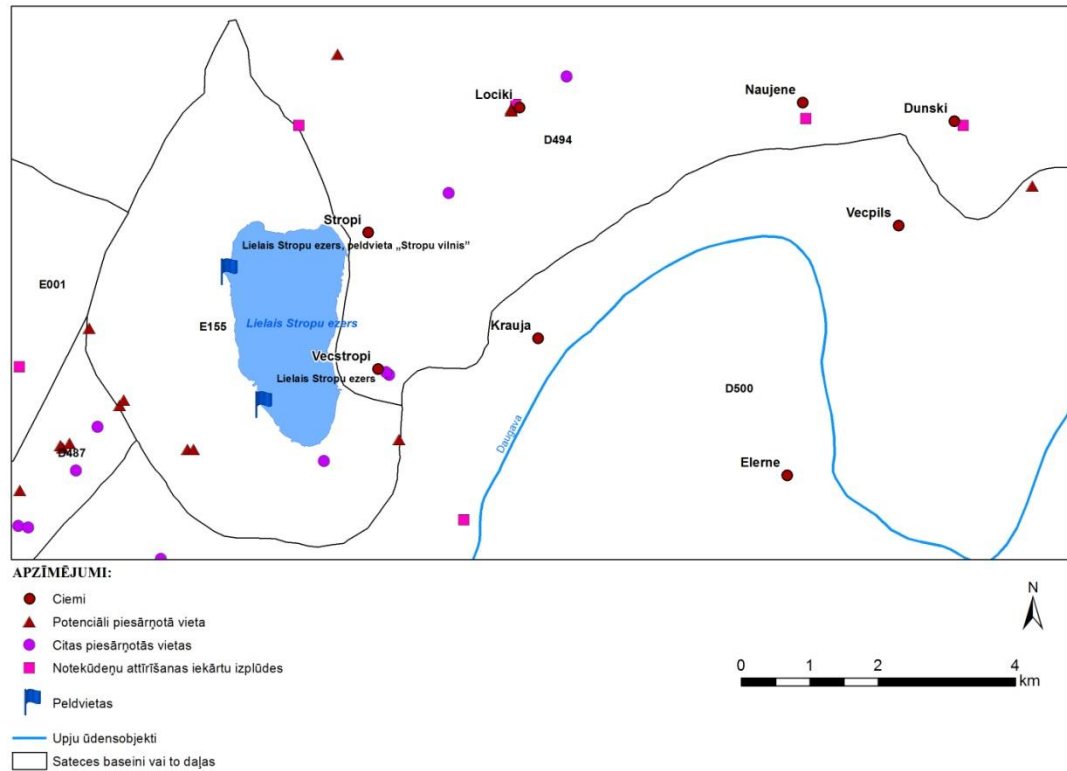 Naujene
Lociki
Dunski
D494
Vecpils
Stropi
Lielais Stropu ezers, peldvieta „Stropu vilnis”
E001
E155
Lielais Stropu ezers
Krauja
Vecstropi
Lielais Stropu ezers
D500
Daugava
D487
Elerne
APZĪMĒJUMI:
Ciemi
Potenciāli piesārņotā vieta
Citas piesārņotās vietas
Notekūdeņu attīrīšanas iekārtu izplūdes
Peldvietas
Upju ūdensobjekti
Sateces baseini vai to daļas
N
0 1 2 4
km